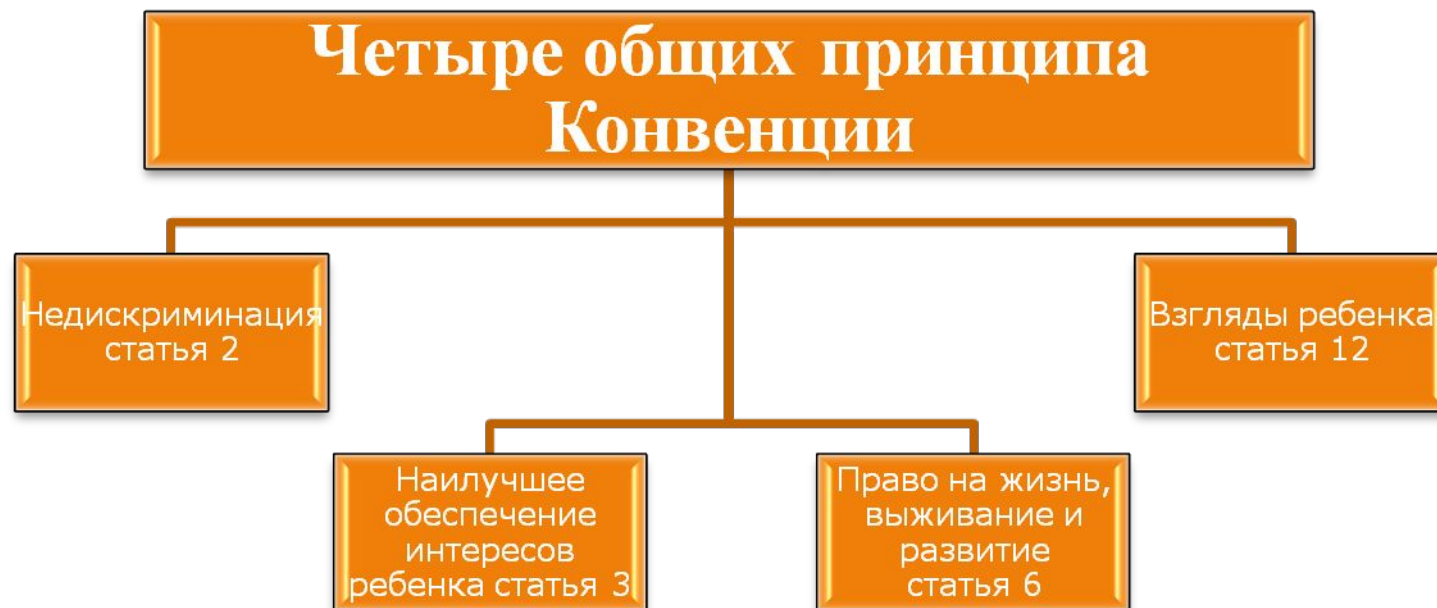 Четыре общих принципа
Конвенции
Недискриминация
статья 2
Взгляды ребенка
статья 12
Наилучшее
обеспечение
интересов
ребенка статья 3
Право на жизнь,
выживание и
развитие
статья 6